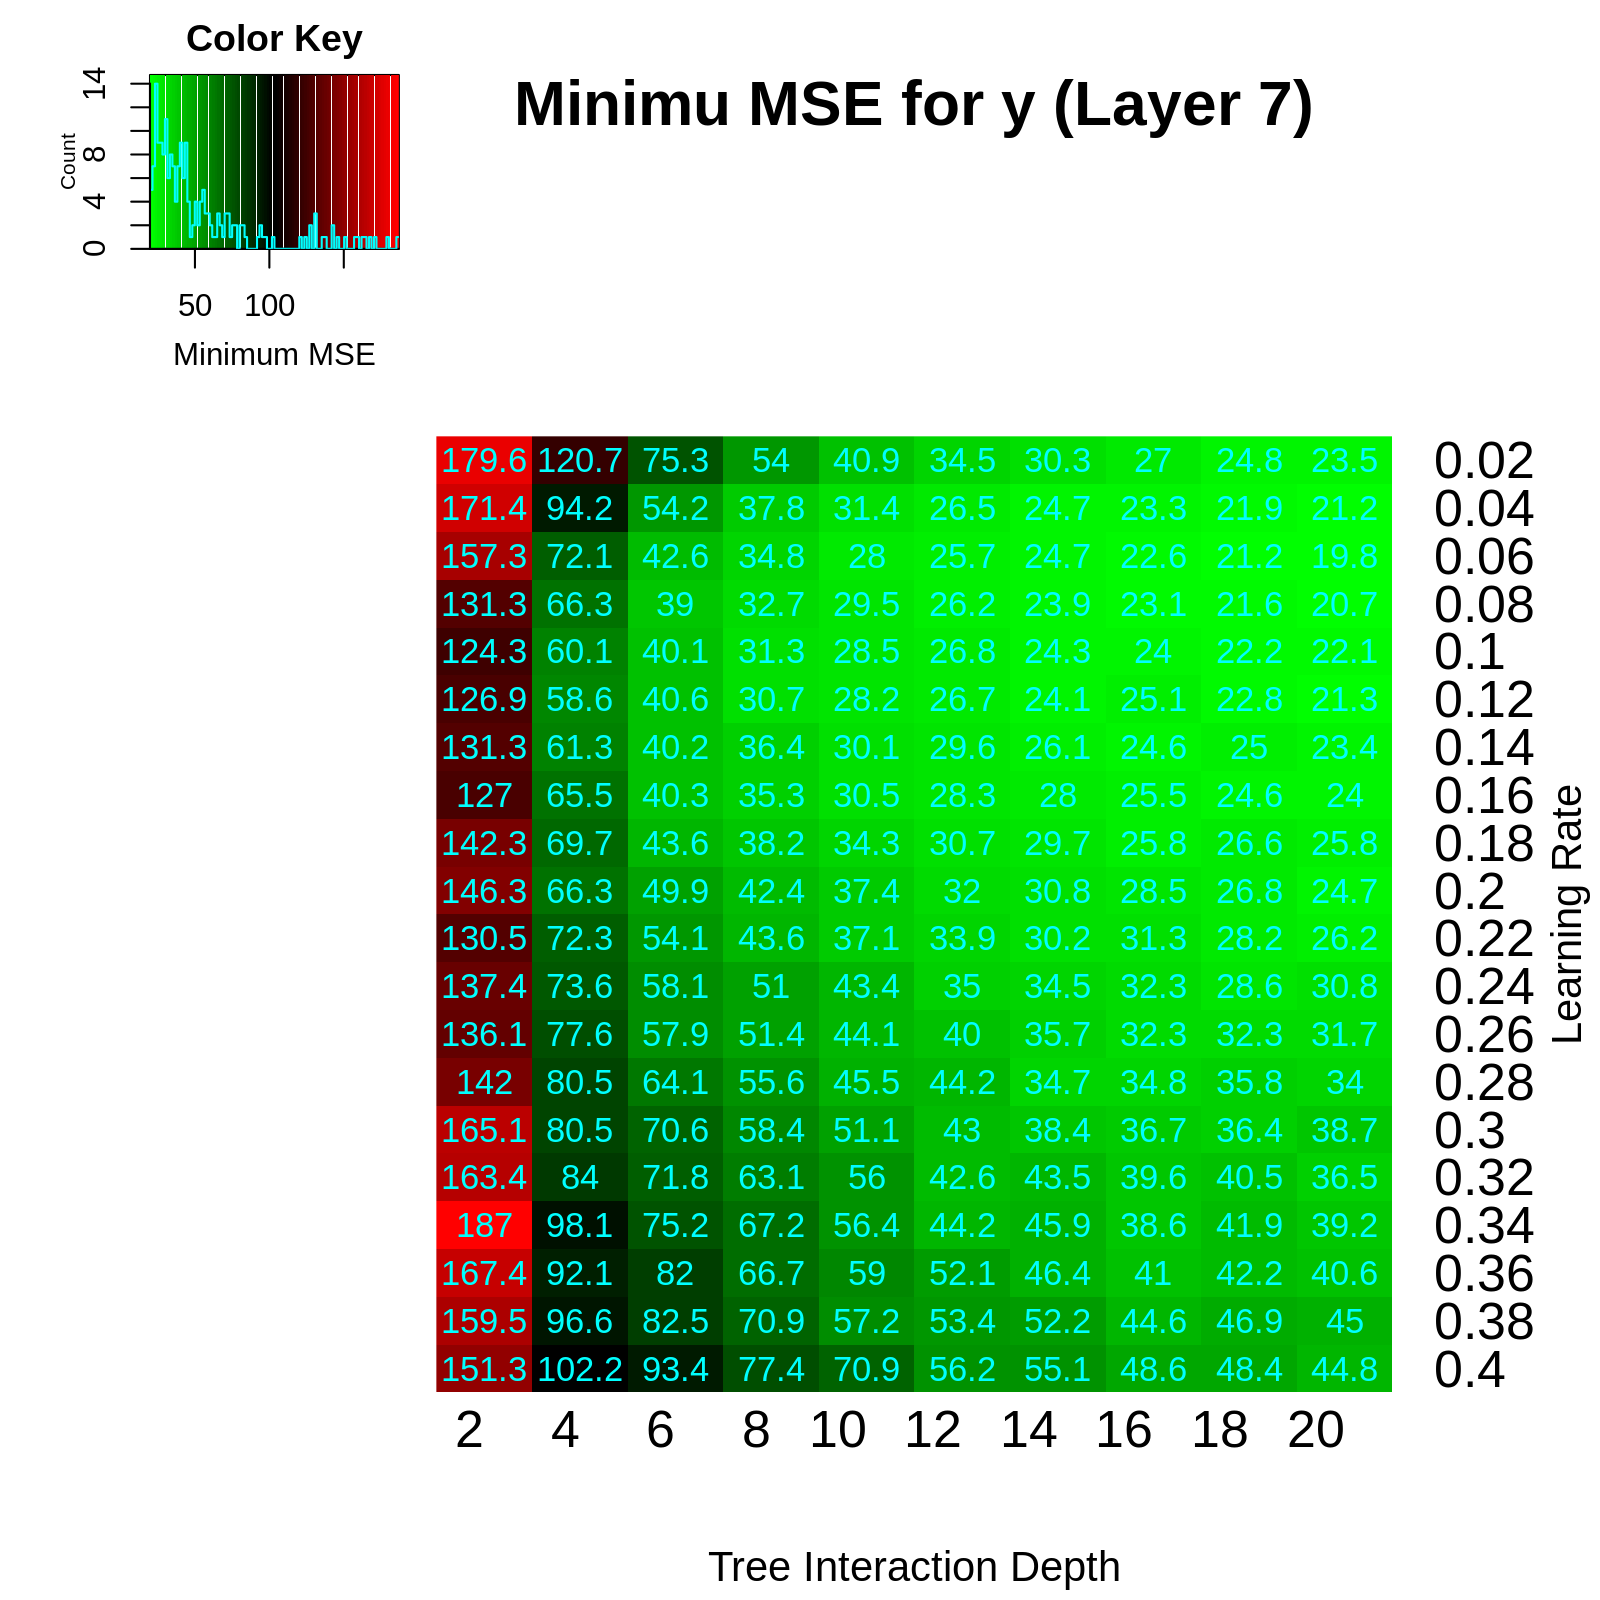 Color Key
Minimu MSE for y (Layer 7)
Count
0 4 8 14
50 100
Minimum MSE
179.6 120.7 75.3 54 40.9 34.5 30.3 27 24.8 23.5 0.02
171.4 94.2 54.2 37.8 31.4 26.5 24.7 23.3 21.9 21.2 0.04
157.3 72.1 42.6 34.8 28 25.7 24.7 22.6 21.2 19.8 0.06
131.3 66.3 39 32.7 29.5 26.2 23.9 23.1 21.6 20.7 0.08
124.3 60.1 40.1 31.3 28.5 26.8 24.3 24 22.2 22.1 0.1
126.9 58.6 40.6 30.7 28.2 26.7 24.1 25.1 22.8 21.3 0.12
131.3 61.3 40.2 36.4 30.1 29.6 26.1 24.6 25 23.4 0.14
127 65.5 40.3 35.3 30.5 28.3 28 25.5 24.6 24 0.16
142.3 69.7 43.6 38.2 34.3 30.7 29.7 25.8 26.6 25.8 0.18
146.3 66.3 49.9 42.4 37.4 32 30.8 28.5 26.8 24.7 0.2
130.5 72.3 54.1 43.6 37.1 33.9 30.2 31.3 28.2 26.2 0.22
137.4 73.6 58.1 51 43.4 35 34.5 32.3 28.6 30.8 0.24
136.1 77.6 57.9 51.4 44.1 40 35.7 32.3 32.3 31.7 0.26
142 80.5 64.1 55.6 45.5 44.2 34.7 34.8 35.8 34 0.28
165.1 80.5 70.6 58.4 51.1 43 38.4 36.7 36.4 38.7 0.3
163.4 84 71.8 63.1 56 42.6 43.5 39.6 40.5 36.5 0.32
187 98.1 75.2 67.2 56.4 44.2 45.9 38.6 41.9 39.2 0.34
167.4 92.1 82 66.7 59 52.1 46.4 41 42.2 40.6 0.36
159.5 96.6 82.5 70.9 57.2 53.4 52.2 44.6 46.9 45 0.38
151.3 102.2 93.4 77.4 70.9 56.2 55.1 48.6 48.4 44.8 0.4
Learning Rate
2 4 6 8 10 12 14 16 18 20
Tree Interaction Depth